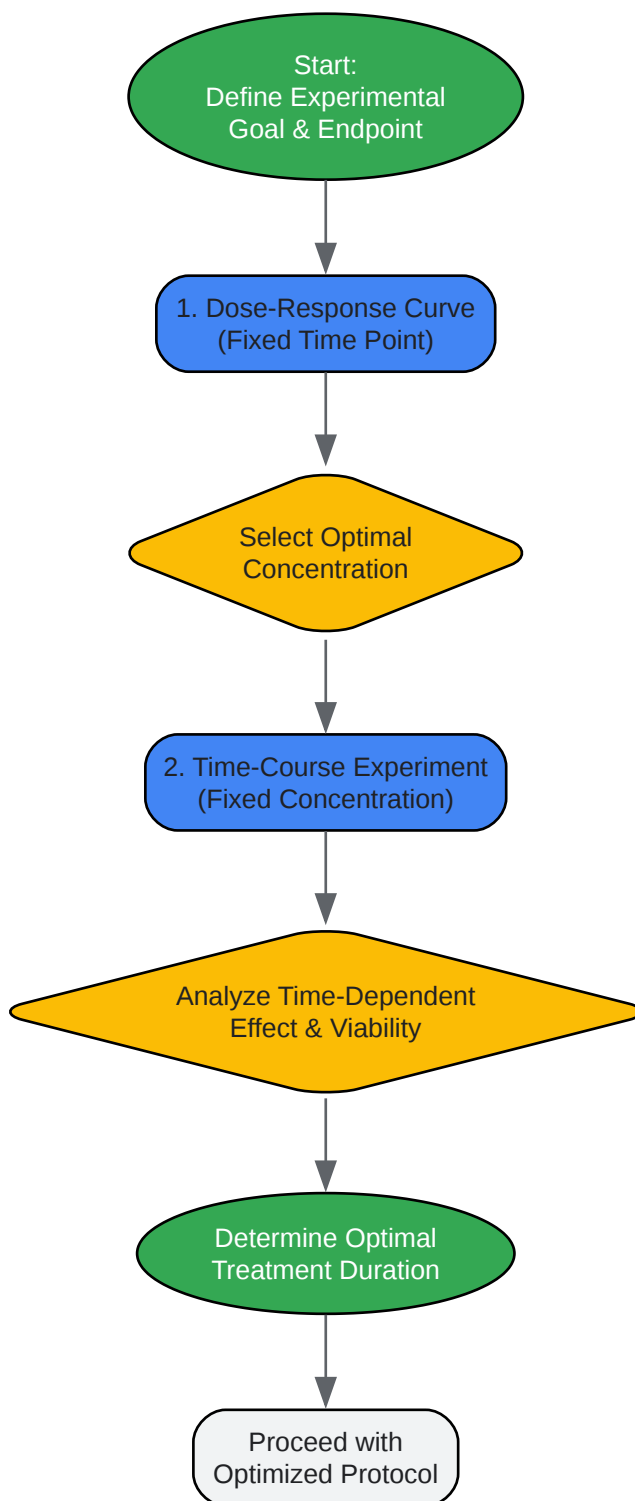 Start:
Define Experimental
Goal & Endpoint
1. Dose-Response Curve
(Fixed Time Point)
Select Optimal
Concentration
2. Time-Course Experiment
(Fixed Concentration)
Analyze Time-Dependent
Effect & Viability
Determine Optimal
Treatment Duration
Proceed with
Optimized Protocol